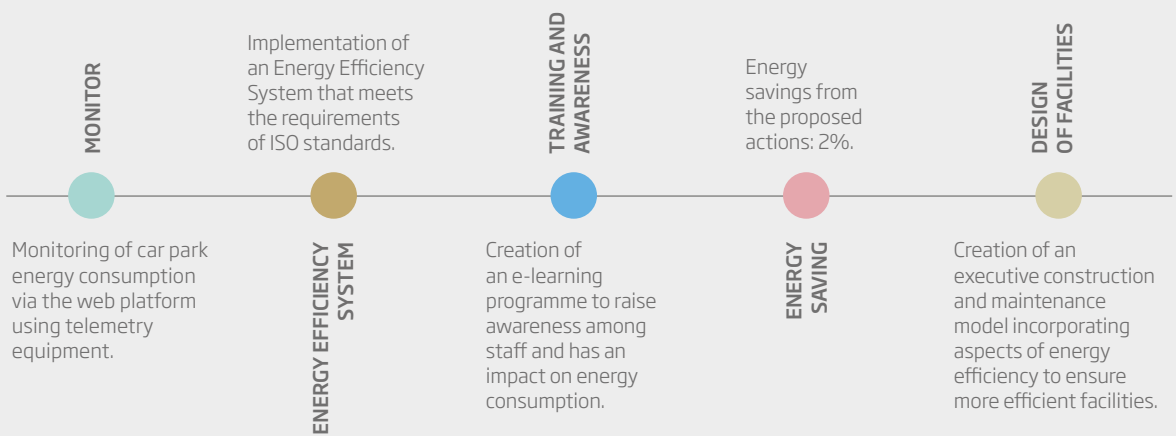 MONITOR
Monitoring of car park
energy consumption
via the web platform
using telemetry
equipment.
Implementation of
an Energy Efficiency
System that meets
the requirements
of ISO standards.
ENERGY EFFICIENCY
SYSTEM
TRAINING AND
AWARENESS
Creation of
an e-learning
programme to raise
awareness among
staff and has an
impact on energy
consumption.
Energy
savings from
the proposed
actions: 2%.
ENERGY
SAVING
DESIGN
OF FACILITIES
Creation of an
executive construction
and maintenance
model incorporating
aspects of energy
efficiency to ensure
more efficient facilities.